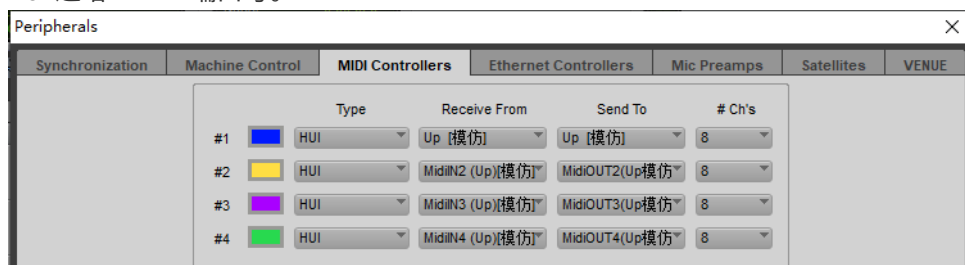 Peripherals
Synchronization Machine Control MIDI Controllers Ethernet Controllers Mic Preamps Satellites VENUE
Type Receive From Send To # Ch's
#1 HUI Up [模仿] Up [模仿] 8
#2 HUI MidiIN2 (Up)[模仿] MidiOUT2(Up模仿 8
#3 HUI MidiIN3 (Up)[模仿] MidiOUT3(Up模仿 8
#4 HUI MidiIN4 (Up)[模仿] MidiOUT4(Up模仿 8